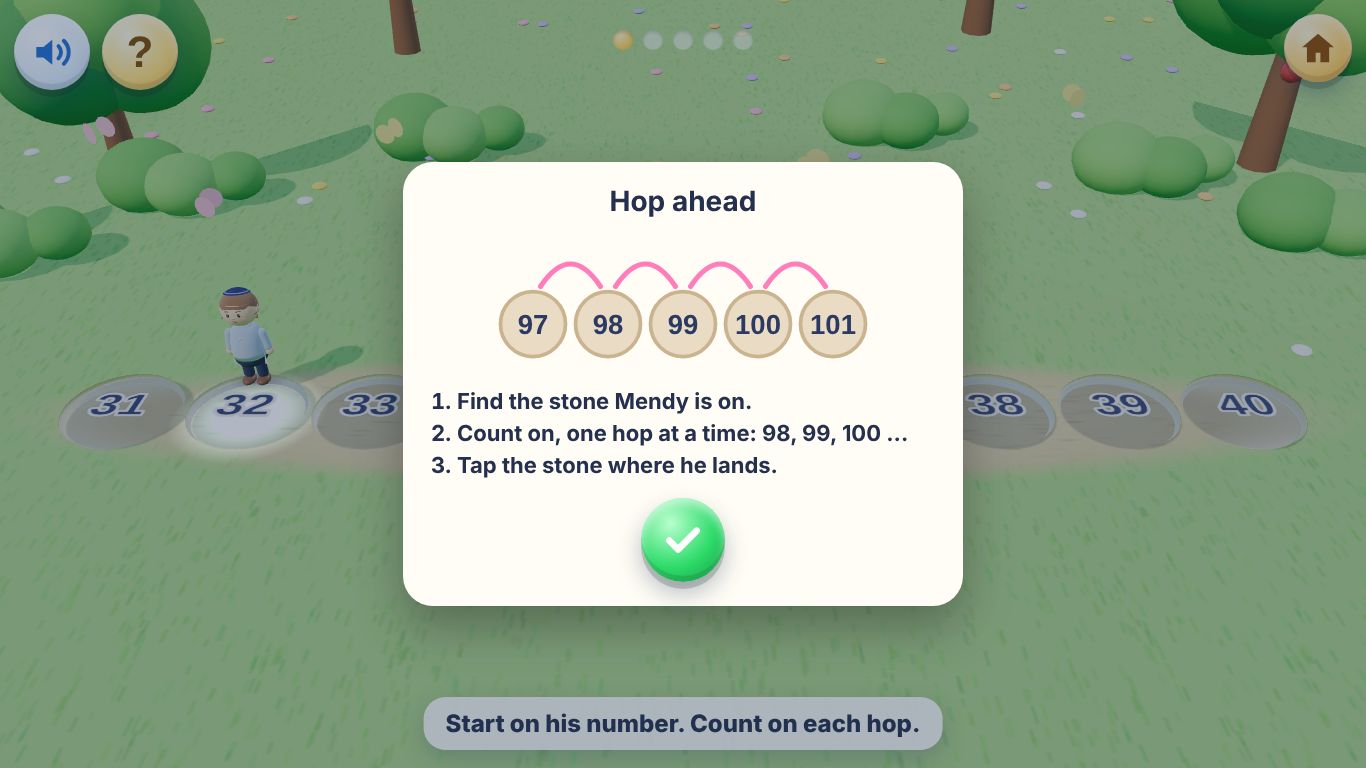 ?
Hop ahead
97 98 99 100 101
31 32 33 38 39 40
1. Find the stone Mendy is on.
2. Count on, one hop at a time: 98, 99, 100 ...
3. Tap the stone where he lands.
Start on his number. Count on each hop.